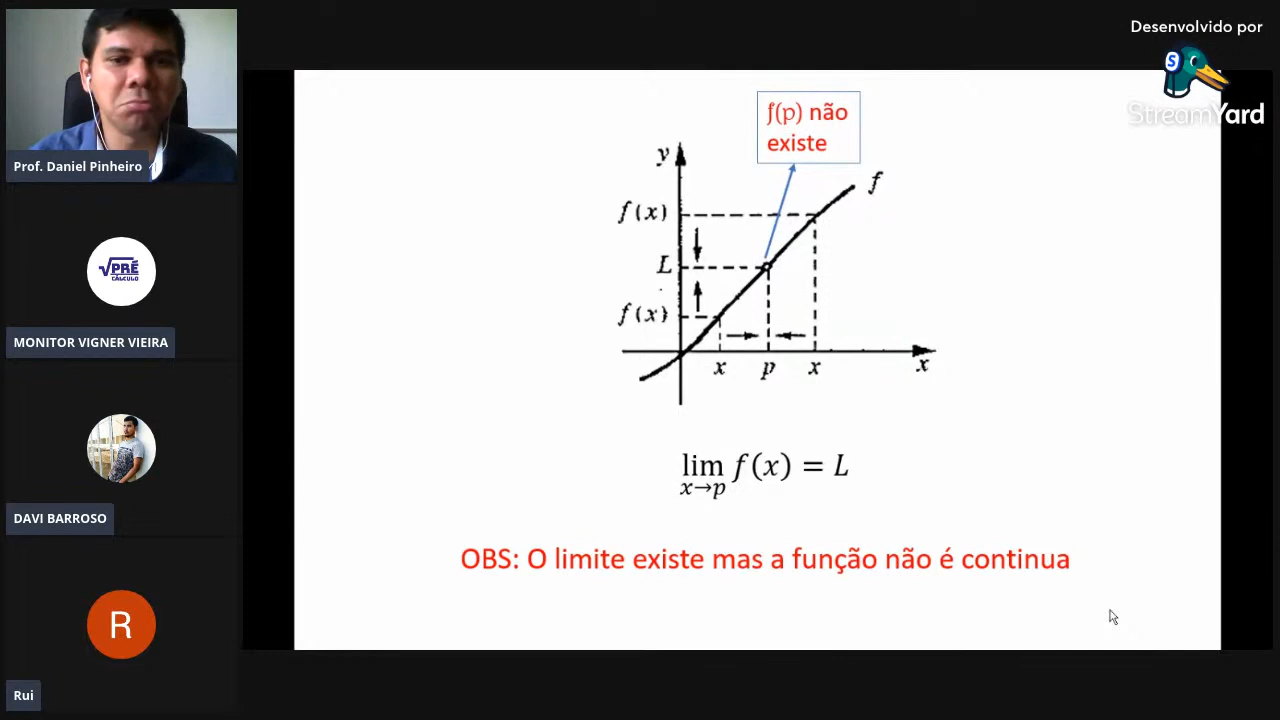 Desenvolvido por
StreamYard
Prof. Daniel Pinheiro
PRÉ
CÁLCULO
MONITOR VIGNER VIEIRA
DAVI BARROSO
R
Rui
f(p) não
existe
y
f
f(x)
L
f(x)
x
p
x
x
lim f(x) = L
x→p
OBS: O limite existe mas a função não é continua